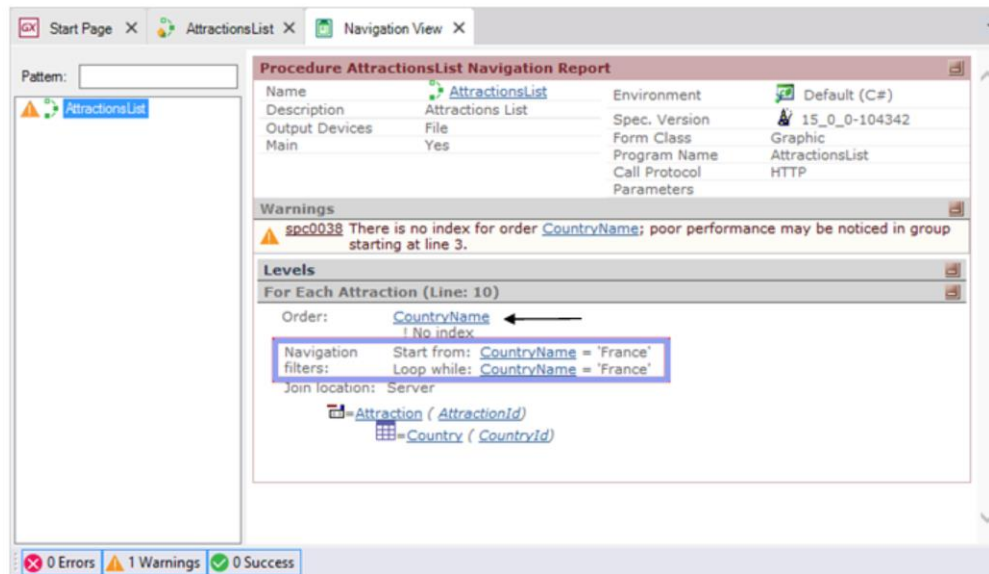 GX Start Page X AttractionsList X Navigation View X
Pattern:
AttractionsList
Procedure AttractionsList Navigation Report
Name AttractionsList
Description Attractions List
Output Devices File
Main Yes
Environment Default (C#)
Spec. Version 15_0_0-104342
Form Class Graphic
Program Name AttractionsList
Call Protocol HTTP
Parameters
Warnings
spc0038 There is no index for order CountryName; poor performance may be noticed in group
starting at line 3.
Levels
For Each Attraction (Line: 10)
Order: CountryName
! No index
Navigation Start from: CountryName = 'France'
filters: Loop while: CountryName = 'France'
Join location: Server
=Attraction ( AttractionId)
=Country ( CountryId)
0 Errors 1 Warnings 0 Success